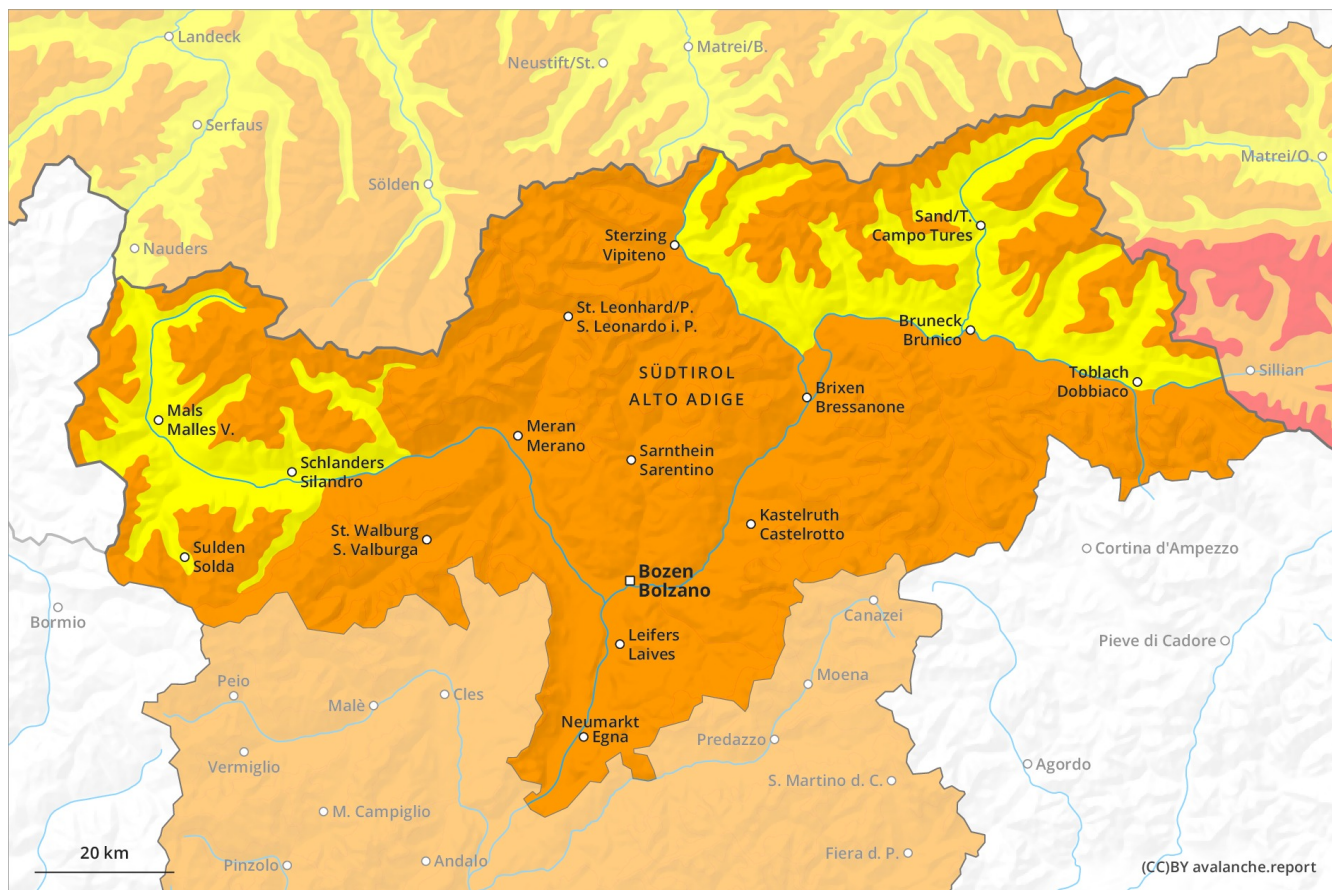 Landeck
Matrei/B.
Neustift/St.
Serfaus
Matrei/O.
Sölden
Nauders
Sand/T.
Campo Tures
Sterzing
Vipiteno
St. Leonhard/P.
S. Leonardo i. P.
Bruneck
Brunico
SÜDTIROL
ALTO ADIGE
Toblach
Dobbiaco
Sillian
Brixen
Bressanone
Mals
Malles V.
Meran
Merano
Sarnthein
Sarentino
Schlanders
Silandro
Kastelruth
Castelrotto
St. Walburg
S. Valburga
Sulden
Solda
Cortina d'Ampezzo
Bozen
Bolzano
Bormio
Canazei
Leifers
Laives
Pieve di Cadore
Peio
Moena
Malè
Cles
Neumarkt
Egna
Predazzo
Vermiglio
Agordo
S. Martino d. C.
M. Campiglio
20 km
Pinzolo
Andalo
Fiera d. P.
(CC)BY avalanche.report